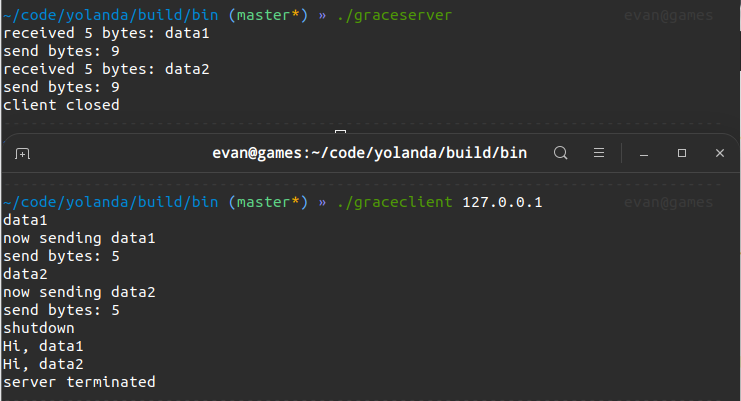 ~/code/yolanda/build/bin (master*) » ./graceserver evan@games
received 5 bytes: data1
send bytes: 9
received 5 bytes: data2
send bytes: 9
client closed
evan@games:~/code/yolanda/build/bin
~/code/yolanda/build/bin (master*) » ./graceclient 127.0.0.1 evan@games
data1
now sending data1
send bytes: 5
data2
now sending data2
send bytes: 5
shutdown
Hi, data1
Hi, data2
server terminated